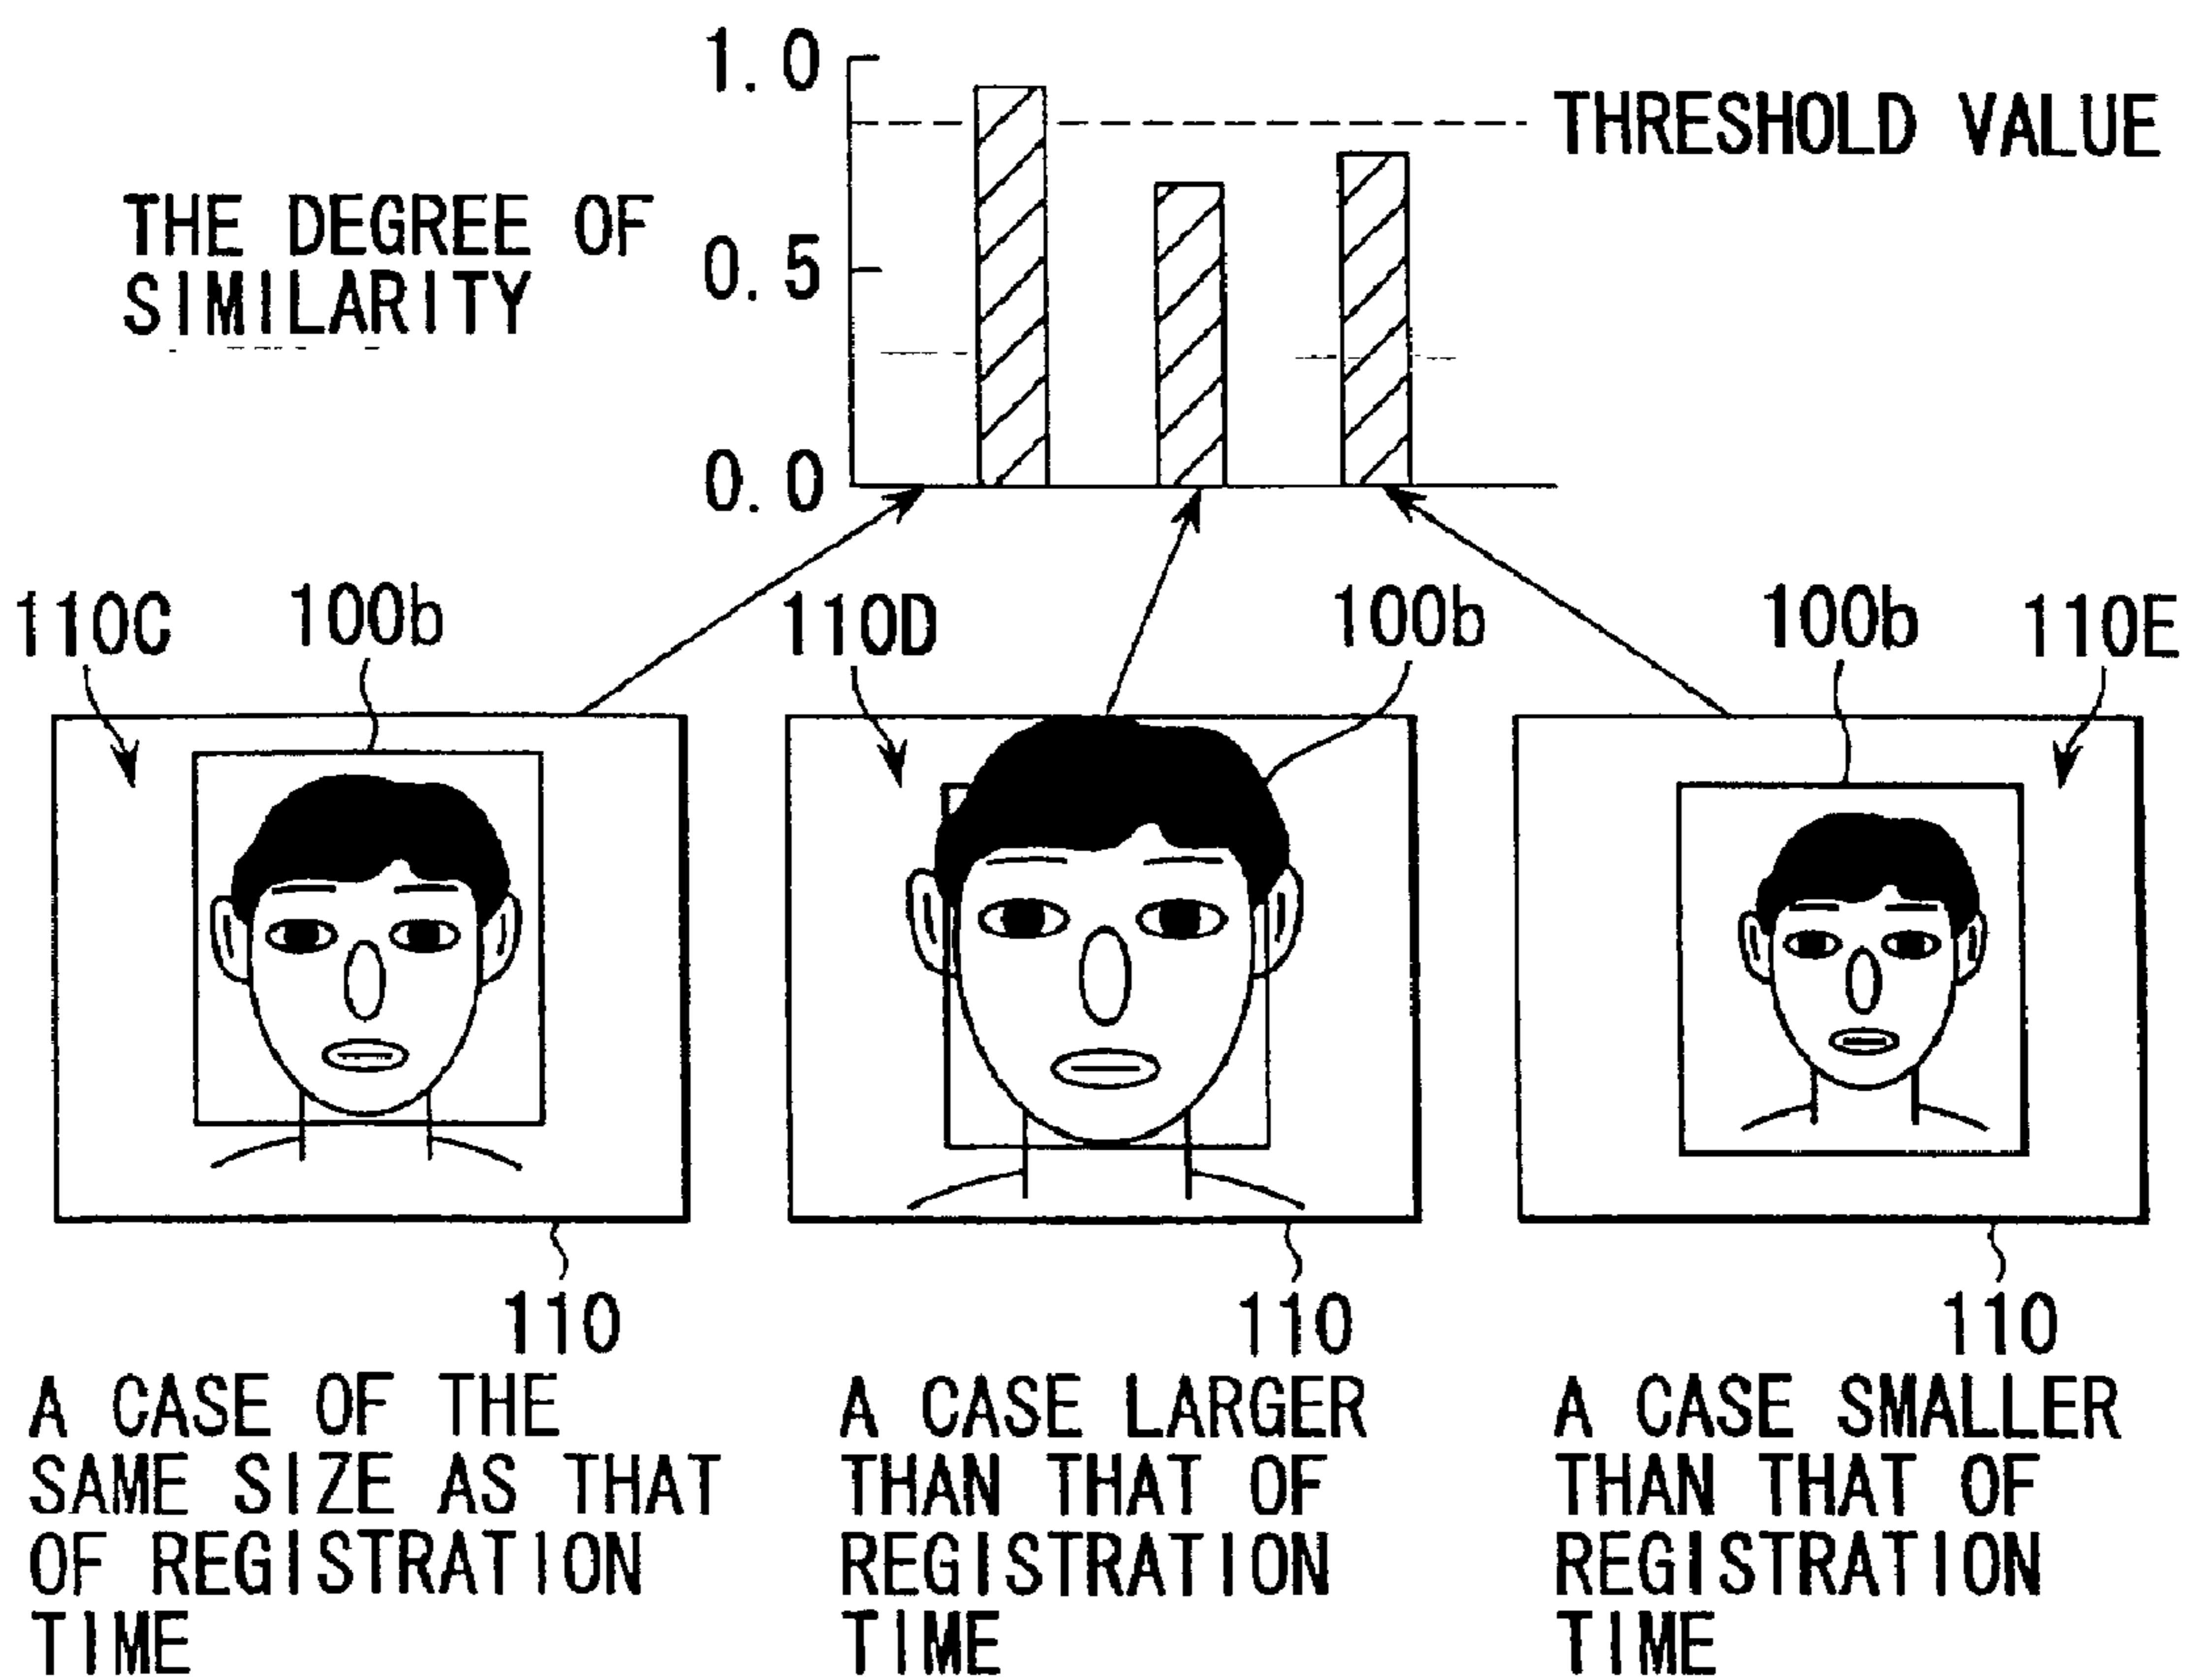 1.0
THRESHOLD VALUE
THE DEGREE OF
SIMILARITY
0.5
0.0
110C 100b 110D 100b 100b 110E
110 110 110
A CASE OF THE
SAME SIZE AS THAT
OF REGISTRATION
TIME
A CASE LARGER
THAN THAT OF
REGISTRATION
TIME
A CASE SMALLER
THAN THAT OF
REGISTRATION
TIME